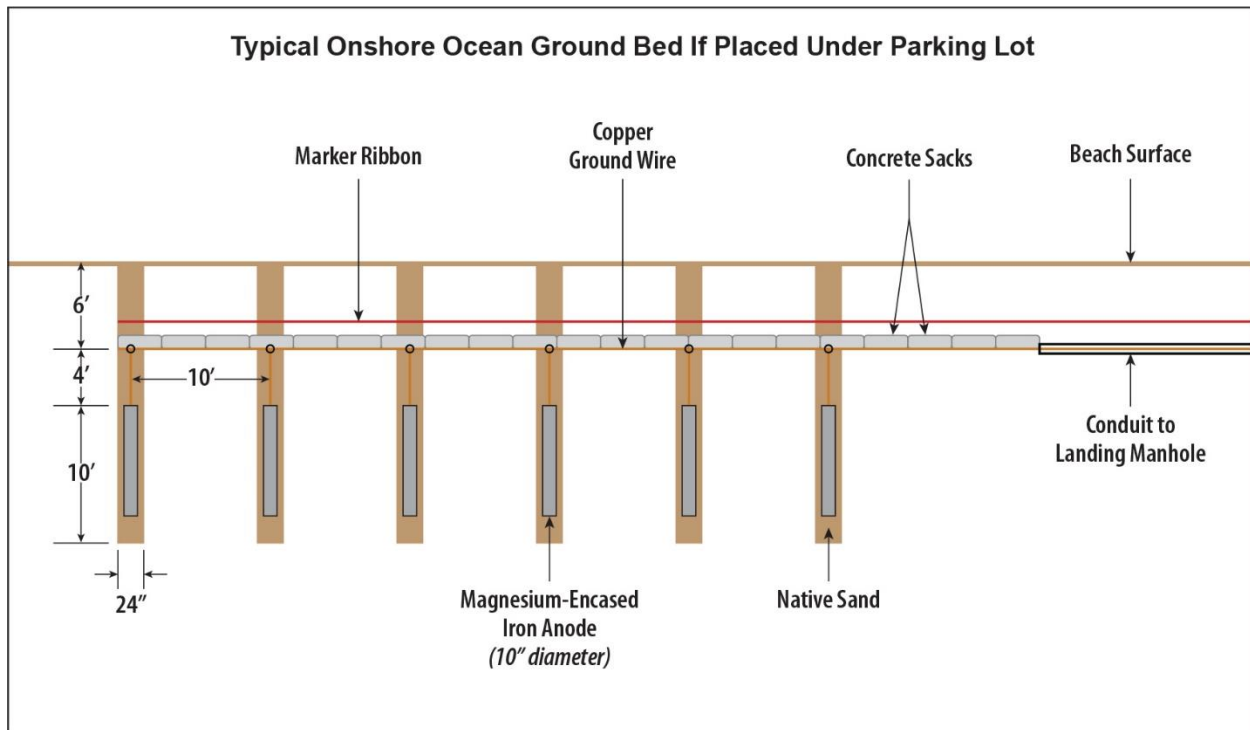 Typical Onshore Ocean Ground Bed If Placed Under Parking Lot
Marker Ribbon
Copper
Ground Wire
Concrete Sacks
Beach Surface
6’
4’
10’
10’
24”
Magnesium-Encased
Iron Anode
(10” diameter)
Native Sand
Conduit to
Landing Manhole